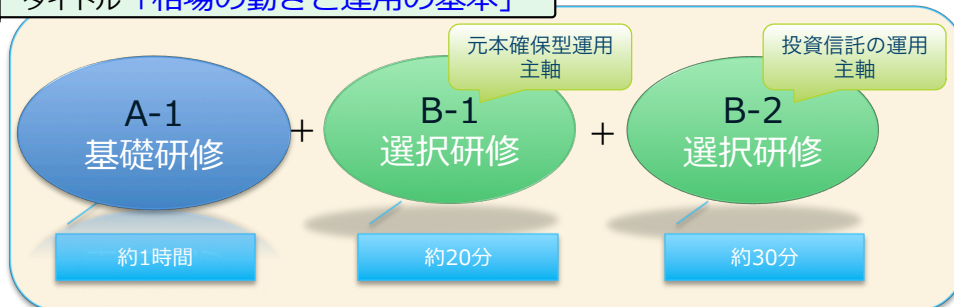 タイトル「相場の動きと運用の基本」
元本確保型運用
主軸
投資信託の運用
主軸
A-1
基礎研修
+
B-1
選択研修
+
B-2
選択研修
約1時間
約20分
約30分